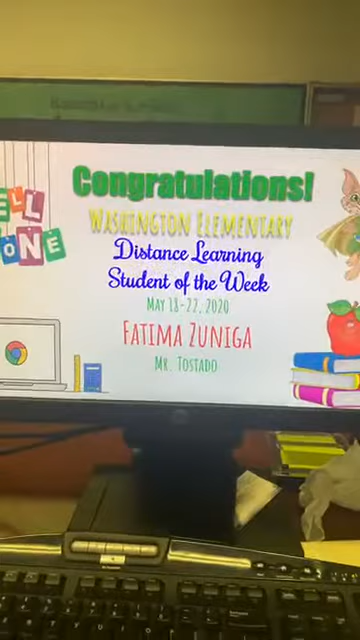 Congratulations!
WASHINGTON ELEMENTARY
Distance Learning
Student of the Week
MAY 18-22, 2020
FATIMA ZUNIGA
MR. TOSTADO